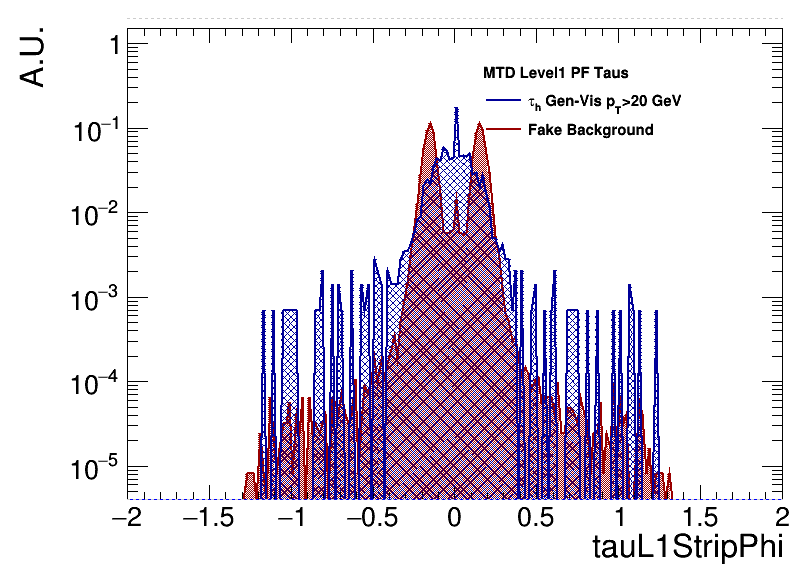 A.U.
1
10⁻¹
10⁻²
10⁻³
10⁻⁴
10⁻⁵
MTD Level1 PF Taus
τh Gen-Vis pT>20 GeV
Fake Background
−2 −1.5 −1 −0.5 0 0.5 1 1.5 2
tauL1StripPhi